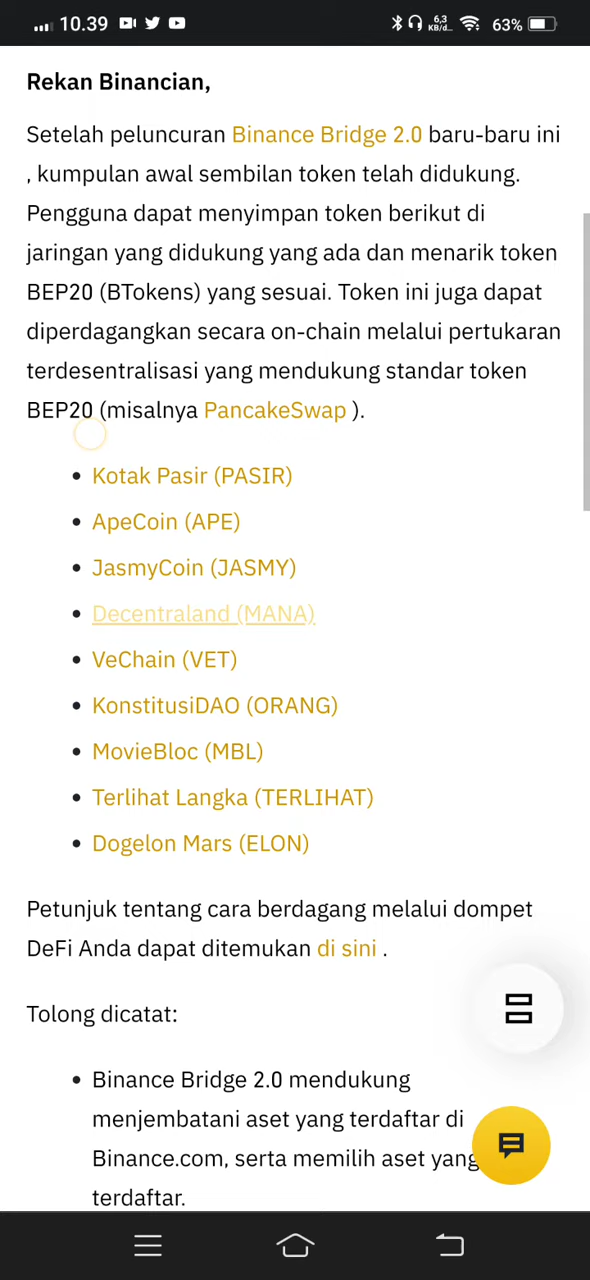 10.39
6,3
KB/d...
63%
Rekan Binancian,
Setelah peluncuran Binance Bridge 2.0 baru-baru ini
, kumpulan awal sembilan token telah didukung.
Pengguna dapat menyimpan token berikut di
jaringan yang didukung yang ada dan menarik token
BEP20 (BTokens) yang sesuai. Token ini juga dapat
diperdagangkan secara on-chain melalui pertukaran
terdesentralisasi yang mendukung standar token
BEP20 (misalnya PancakeSwap ).
• Kotak Pasir (PASIR)
• ApeCoin (APE)
• JasmyCoin (JASMY)
• Decentraland (MANA)
• VeChain (VET)
• KonstitusiDAO (ORANG)
• MovieBloc (MBL)
• Terlihat Langka (TERLIHAT)
• Dogelon Mars (ELON)
Petunjuk tentang cara berdagang melalui dompet
DeFi Anda dapat ditemukan di sini .
Tolong dicatat:
• Binance Bridge 2.0 mendukung
menjembatani aset yang terdaftar di
Binance.com, serta memilih aset yang
terdaftar.